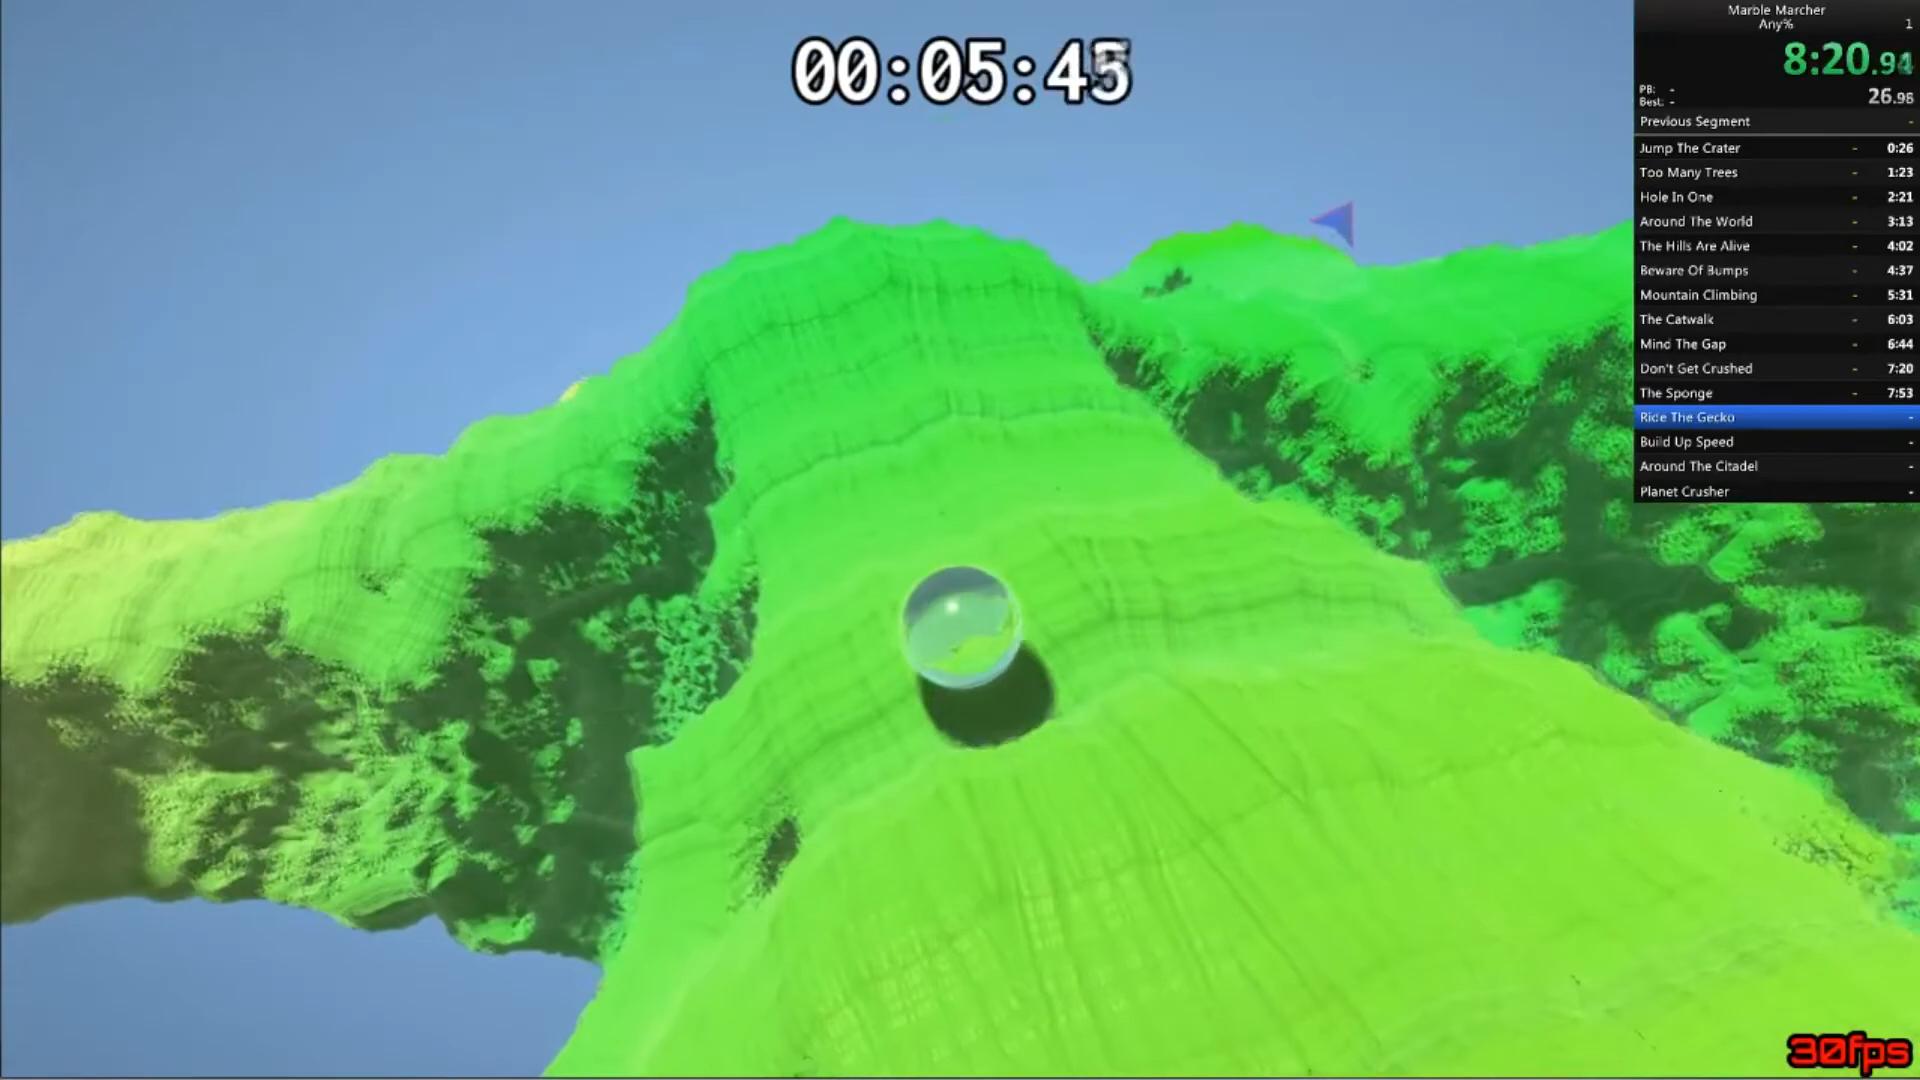 00:05:45
Marble Marcher
Any% 1
8:20.94
PB: -
Best: - 26.96
Previous Segment -
Jump The Crater - 0:26
Too Many Trees - 1:23
Hole In One - 2:21
Around The World - 3:13
The Hills Are Alive - 4:02
Beware Of Bumps - 4:37
Mountain Climbing - 5:31
The Catwalk - 6:03
Mind The Gap - 6:44
Don't Get Crushed - 7:20
The Sponge - 7:53
Ride The Gecko -
Build Up Speed -
Around The Citadel -
Planet Crusher -
30fps